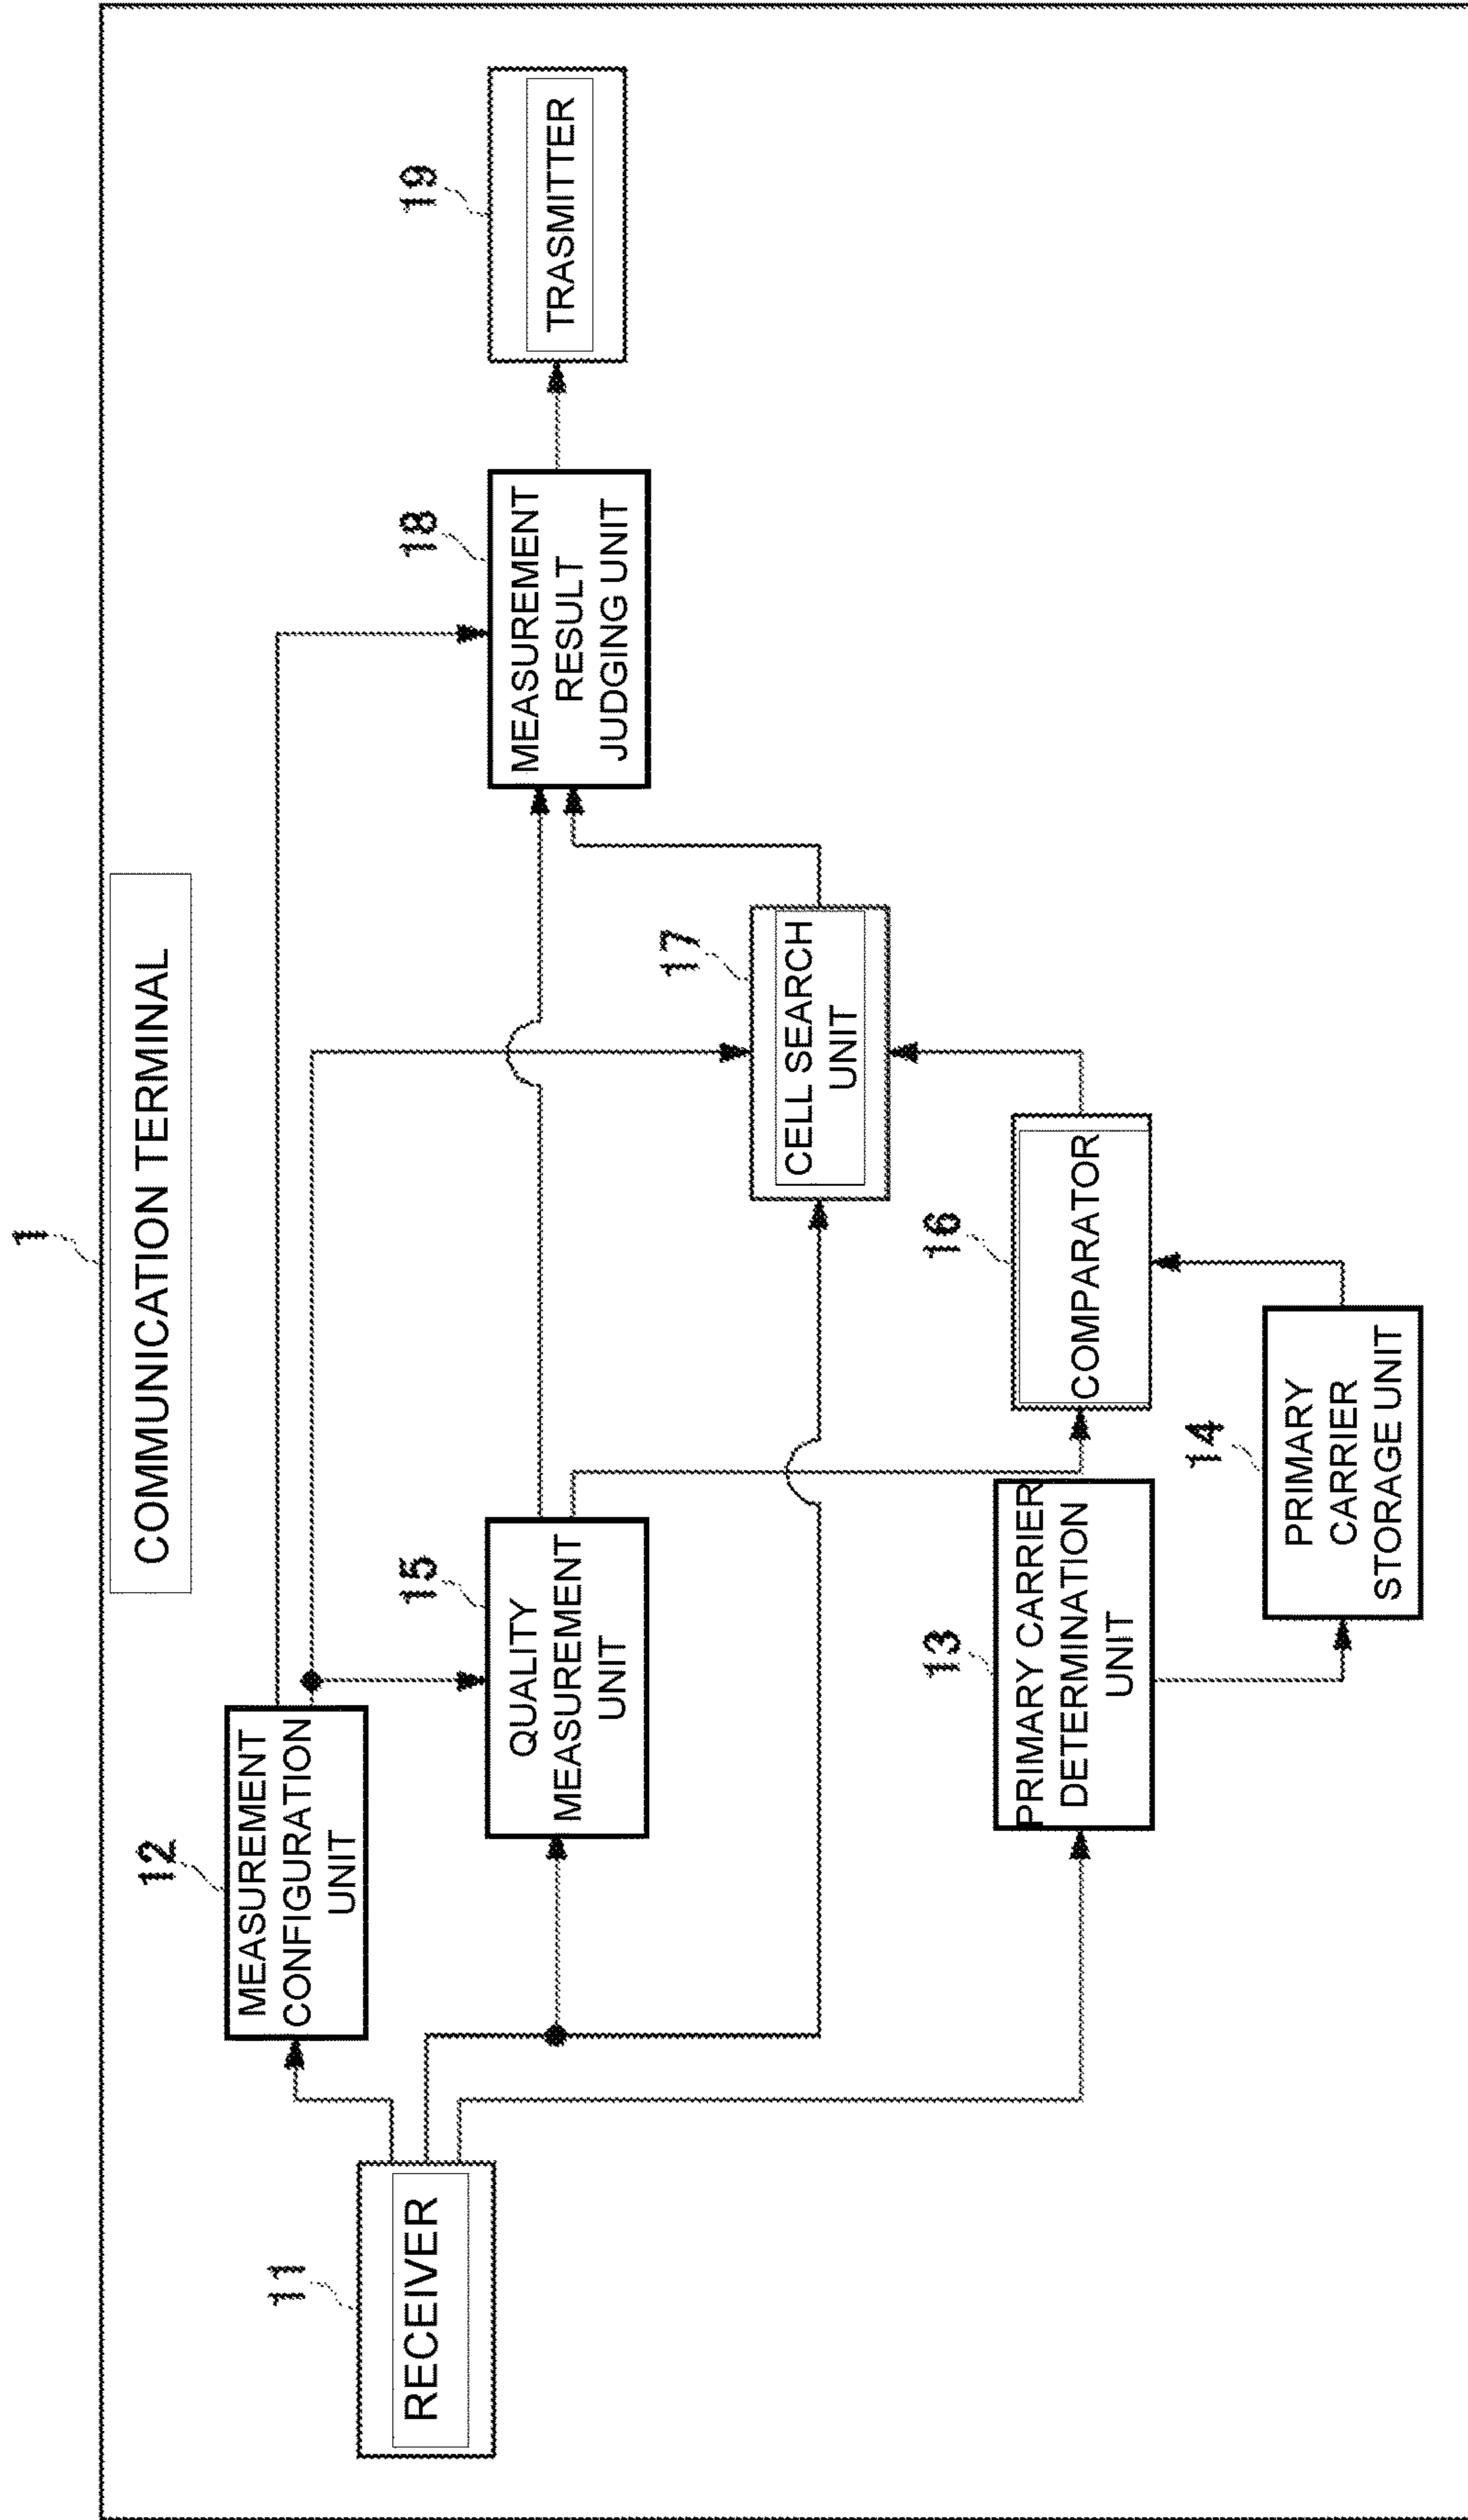 1
COMMUNICATION TERMINAL
11
RECEIVER
12
MEASUREMENT
CONFIGURATION
UNIT
15
QUALITY
MEASUREMENT
UNIT
13
PRIMARY CARRIER
DETERMINATION
UNIT
14
PRIMARY
CARRIER
STORAGE UNIT
16
COMPARATOR
17
CELL SEARCH
UNIT
18
MEASUREMENT
RESULT
JUDGING UNIT
19
TRASMITTER